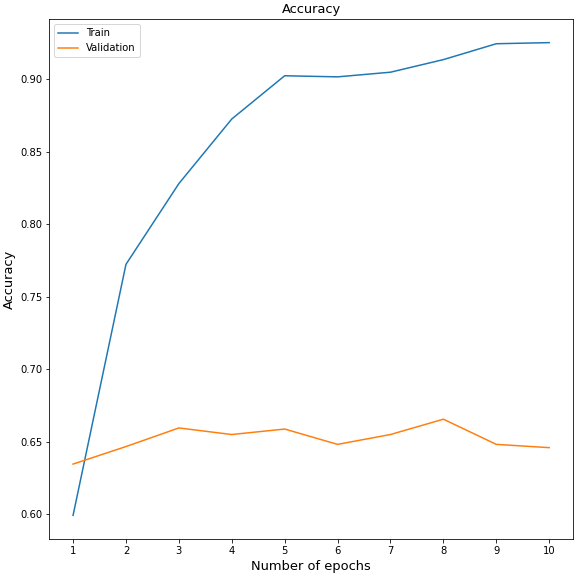 Accuracy
Train
Validation
Accuracy
0.90
0.85
0.80
0.75
0.70
0.65
0.60
1 2 3 4 5 6 7 8 9 10
Number of epochs